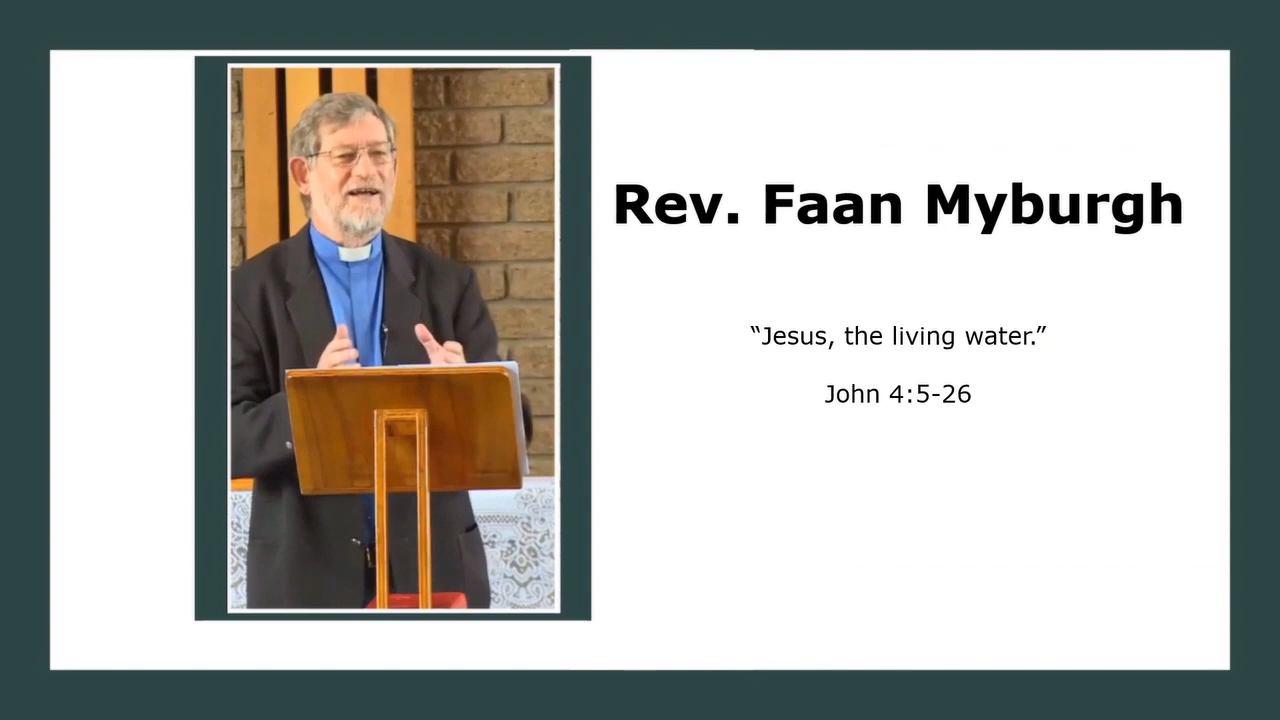 Rev. Faan Myburgh
“Jesus, the living water.”
John 4:5-26